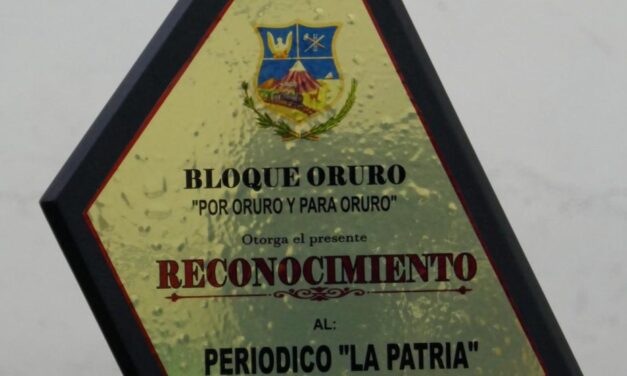 BLOQUE ORURO
"POR ORURO Y PARA ORURO"
Otorga el presente
RECONOCIMIENTO
AL:
PERIODICO "LA PATRIA"